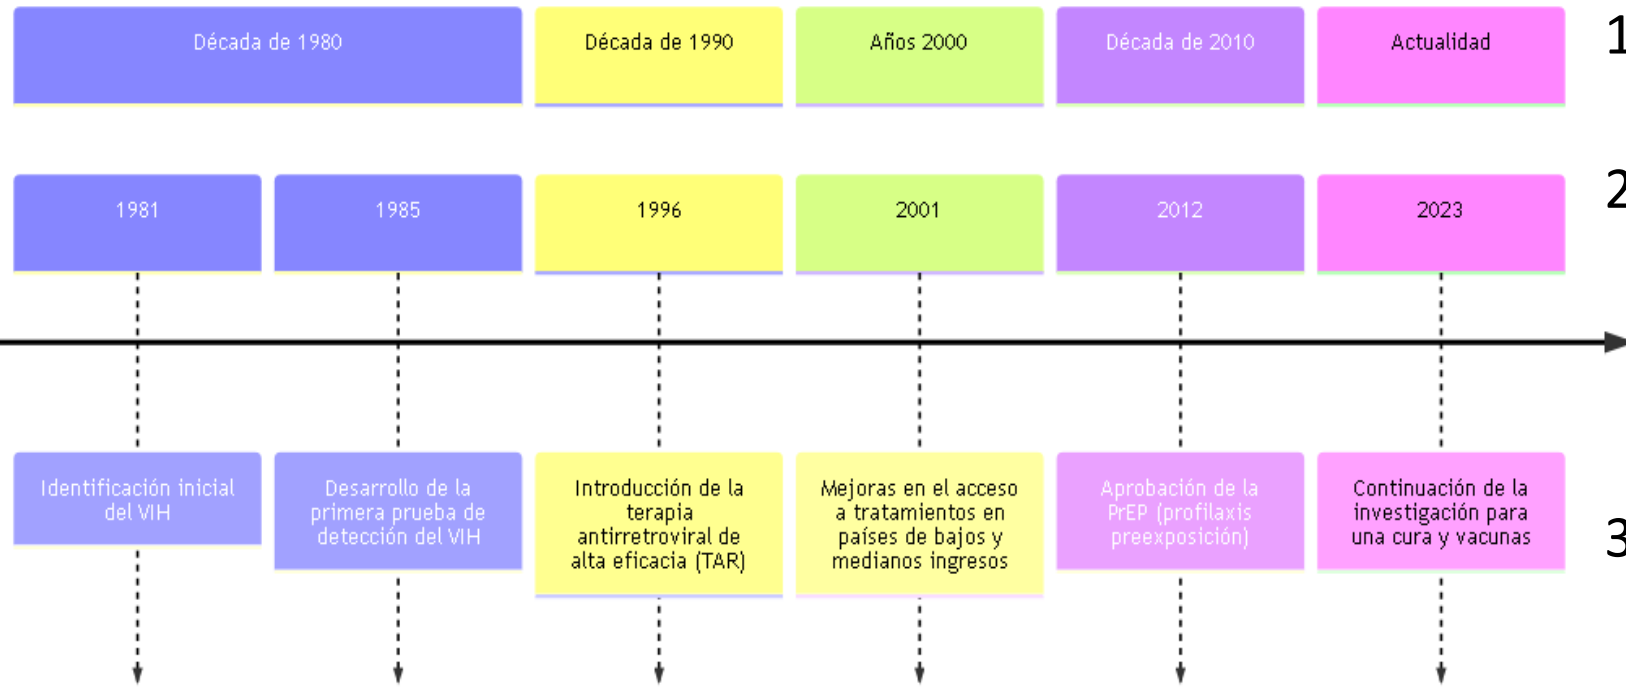 Década de 1980
Década de 1990
Años 2000
Década de 2010
Actualidad
1
1981
1985
1996
2001
2012
2023
2
Identificación inicial
del VIH
Desarrollo de la
primera prueba de
detección del VIH
Introducción de la
terapia
antirretroviral de
alta eficacia (TAR)
Mejoras en el acceso
a tratamientos en
países de bajos y
medianos ingresos
Aprobación de la
PrEP (profilaxis
preexposición)
Continuación de la
investigación para
una cura y vacunas
3